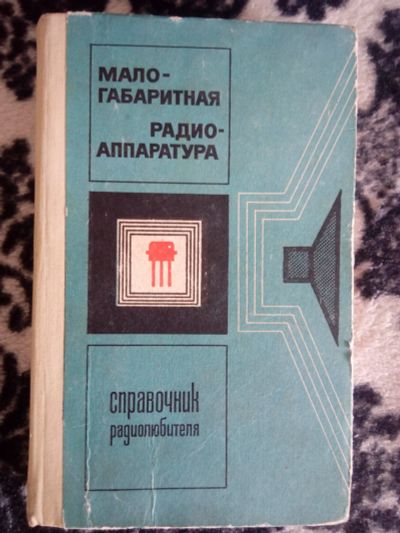 МАЛО-
ГАБАРИТНАЯ
РАДИО-
АППАРАТУРА
справочник
радиолюбителя